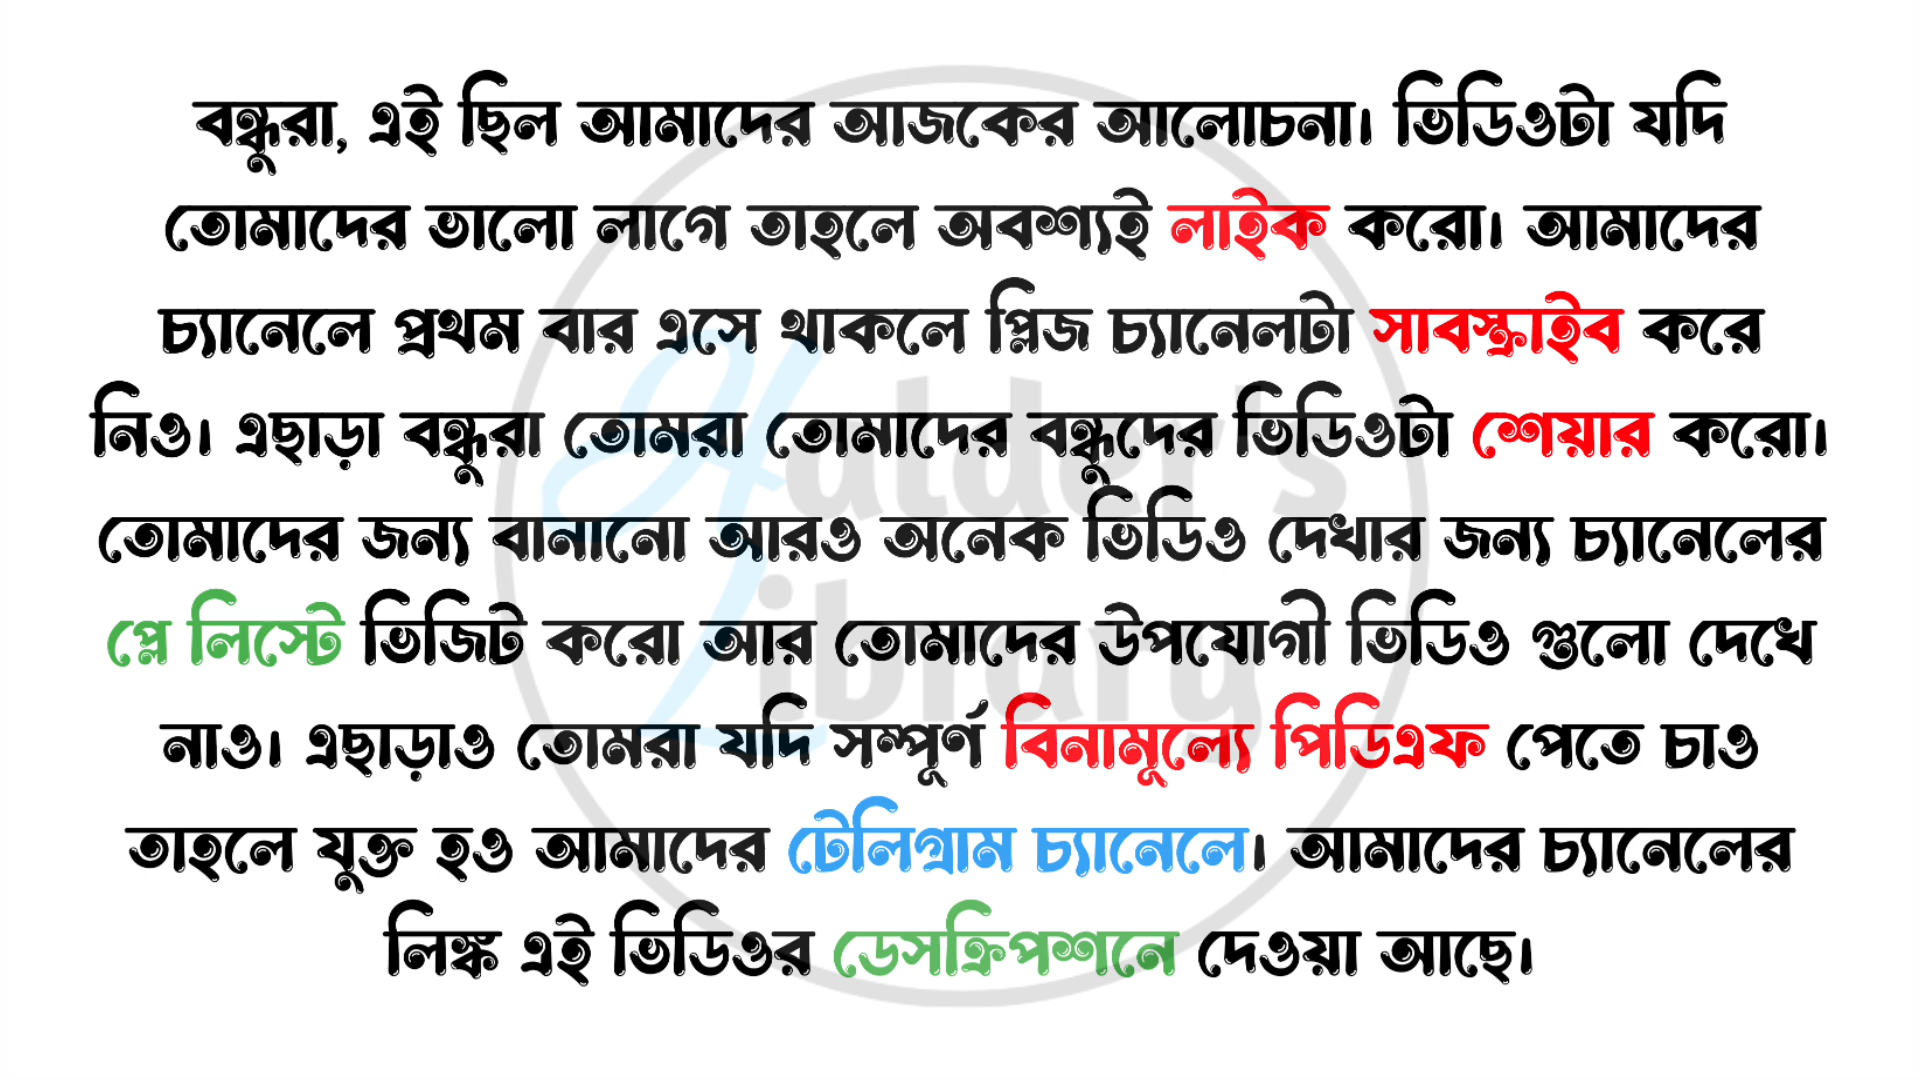 বন্ধুরা, এই ছিল আমাদের আজকের আলোচনা। ভিডিওটা যদি
তোমাদের ভালো লাগে তাহলে অবশ্যই লাইক করো। আমাদের
চ্যানেলে প্রথম বার এসে থাকলে প্লিজ চ্যানেলটা সাবস্ক্রাইব করে
নিও। এছাড়া বন্ধুরা তোমরা তোমাদের বন্ধুদের ভিডিওটা শেয়ার করো।
তোমাদের জন্য বানানো আরও অনেক ভিডিও দেখার জন্য চ্যানেলের
প্লে লিস্টে ভিজিট করো আর তোমাদের উপযোগী ভিডিও গুলো দেখে
নাও। এছাড়াও তোমরা যদি সম্পূর্ণ বিনামূল্যে পিডিএফ পেতে চাও
তাহলে যুক্ত হও আমাদের টেলিগ্রাম চ্যানেলে। আমাদের চ্যানেলের
লিঙ্ক এই ভিডিওর ডেসক্রিপশনে দেওয়া আছে।
Halder's
Library